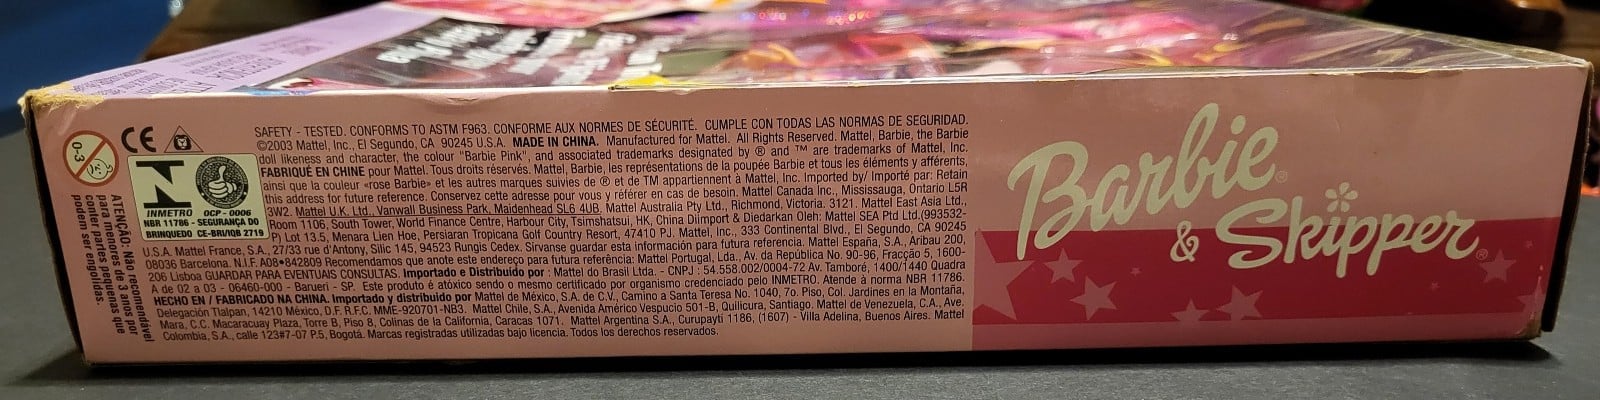 SAFETY - TESTED. CONFORMS TO ASTM F963. CONFORME AUX NORMES DE SÉCURITÉ. CUMPLE CON TODAS LAS NORMAS DE SEGURIDAD.
©2003 Mattel, Inc., El Segundo, CA 90245 U.S.A. MADE IN CHINA. Manufactured for Mattel. All Rights Reserved. Mattel, Barbie, the Barbie
doll likeness and character, the colour "Barbie Pink", and associated trademarks designated by ® and ™ are trademarks of Mattel, Inc.
FABRIQUÉ EN CHINE pour Mattel. Tous droits réservés. Mattel, Barbie, les représentations de la poupée Barbie et tous les éléments y afférents,
ainsi que la couleur «rose Barbie» et les autres marques suivies de ® et de TM appartiennent à Mattel, Inc. Imported by/ Importé par: Retain
this address for future reference. Conservez cette adresse pour vous y référer en cas de besoin. Mattel Canada Inc., Mississauga, Ontario L5R
3W2. Mattel U.K. Ltd., Vanwall Business Park, Maidenhead SL6 4UB. Mattel Australia Pty Ltd., Richmond, Victoria. 3121. Mattel East Asia Ltd.,
Room 1106, South Tower, World Finance Centre, Harbour City, Tsimshatsui, HK, China Diimport & Diedarkan Oleh: Mattel SEA Ptd Ltd.(993532-
P) Lot 13.5, Menara Lien Hoe, Persiaran Tropicana Golf Country Resort, 47410 PJ. Mattel, Inc., 333 Continental Blvd., El Segundo, CA 90245
U.S.A. Mattel France, S.A., 27/33 rue d'Antony, Silic 145, 94523 Rungis Cedex. Sirvanse guardar esta información para futura referencia. Mattel España, S.A., Aribau 200,
08036 Barcelona. N.I.F. A08•842809 Recomendamos que anote este endereço para futura referência: Mattel Portugal, Lda., Av. da República No. 90-96, Fracção 5, 1600-
206 Lisboa GUARDAR PARA EVENTUAIS CONSULTAS. Importado e Distribuido por : Mattel do Brasil Ltda. - CNPJ : 54.558.002/0004-72 Av. Tamboré, 1400/1440 Quadra
A de 02 a 03 - 06460-000 - Barueri - SP. Este produto é atóxico sendo o mesmo certificado por organismo credenciado pelo INMETRO. Atende à norma NBR 11786.
HECHO EN / FABRICADO NA CHINA. Importado y distribuido por Mattel de México, S.A. de C.V., Camino a Santa Teresa No. 1040, 7o. Piso, Col. Jardines en la Montaña,
Delegación Tlalpan, 14210 México, D.F. R.F.C. MME-920701-NB3. Mattel Chile, S.A., Avenida Américo Vespucio 501-B, Quilicura, Santiago. Mattel de Venezuela, C.A., Ave.
Mara, C.C. Macaracuay Plaza, Torre B, Piso 8, Colinas de la California, Caracas 1071. Mattel Argentina S.A., Curupayti 1186, (1607) - Villa Adelina, Buenos Aires. Mattel
Colombia, S.A., calle 123#7-07 P.5, Bogotá. Marcas registradas utilizadas bajo licencia. Todos los derechos reservados.
0-3
CE
N
INMETRO OCP - 0006
NBR 11786 - SEGURANÇA DO
BRINQUEDO CE-BRI/IQB 2719
ATENÇÃO: Não recomendável
para menores de 3 anos por
conter partes pequenas que
podem ser engolidas.
Barbie®
& Skipper®